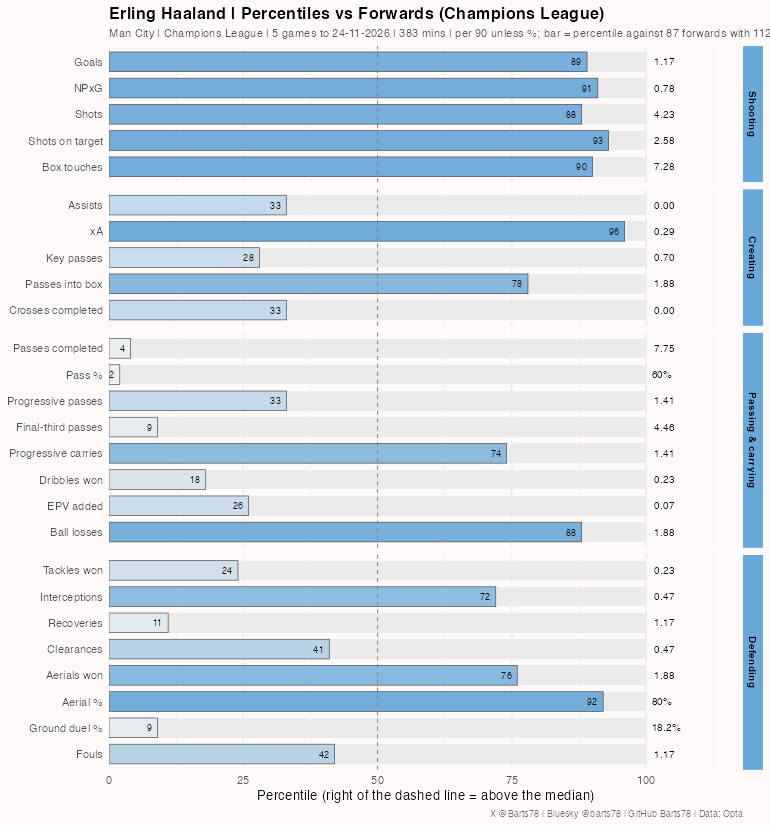 Erling Haaland | Percentiles vs Forwards (Champions League)
Man City | Champions League | 5 games to 24-11-2026 | 383 mins | per 90 unless %; bar = percentile against 87 forwards with 112
Goals 89 1.17
NPxG 91 0.78
Shots 88 4.23
Shots on target 93 2.58
Box touches 90 7.28
Shooting
Assists 33 0.00
xA 96 0.29
Key passes 28 0.70
Passes into box 78 1.88
Crosses completed 33 0.00
Creating
Passes completed 4 7.75
Pass % 2 60%
Progressive passes 33 1.41
Final-third passes 9 4.46
Progressive carries 74 1.41
Dribbles won 18 0.23
EPV added 26 0.07
Ball losses 88 1.88
Passing & carrying
Tackles won 24 0.23
Interceptions 72 0.47
Recoveries 11 1.17
Clearances 41 0.47
Aerials won 76 1.88
Aerial % 92 80%
Ground duel % 9 18.2%
Fouls 42 1.17
Defending
0 25 50 75 100
Percentile (right of the dashed line = above the median)
X @Barts78 | Bluesky @barts78 | GitHub Barts78 | Data: Opta